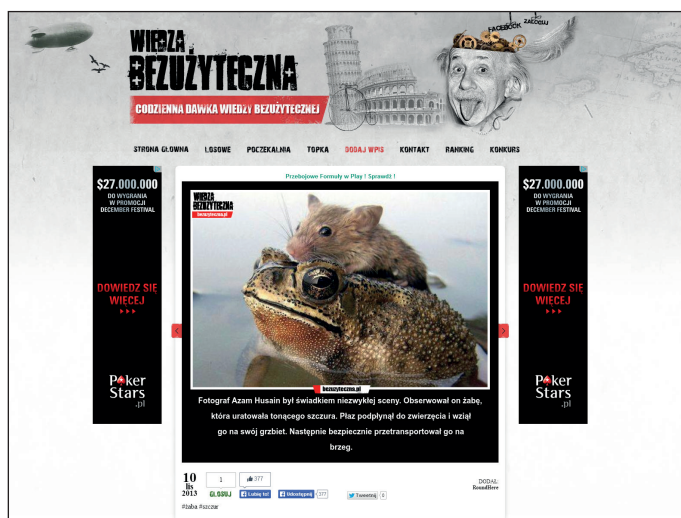 FACEBOOK ZALOGUJ
WIEDZA
BEZUŻYTECZNA
CODZIENNA DAWKA WIEDZY BEZUŻYTECZNEJ
STRONA GŁÓWNA LOSOWE POCZEKALNIA TOPKA DODAJ WPIS KONTAKT RANKING KONKURS
Przebojowe Formuły w Play ! Sprawdź !
$27.000.000
DO WYGRANIA
W PROMOCJI
DECEMBER FESTIVAL
DOWIEDZ SIĘ
WIĘCEJ
PokerStars
.pl
WIEDZA
BEZUŻYTECZNA
bezuzyteczna.pl
bezuzyteczna.pl
Fotograf Azam Husain był świadkiem niezwykłej sceny. Obserwował on żabę,
która uratowała tonącego szczura. Płaz podpłynął do zwierzęcia i wziął
go na swój grzbiet. Następnie bezpiecznie przetransportował go na
brzeg.
$27.000.000
DO WYGRANIA
W PROMOCJI
DECEMBER FESTIVAL
DOWIEDZ SIĘ
WIĘCEJ
PokerStars
.pl
10
lis
2013
1
GŁOSUJ
377
Lubię to!
Udostępnij 377
Tweetnij 0
DODAŁ:
RoundHere
#żaba #szczur